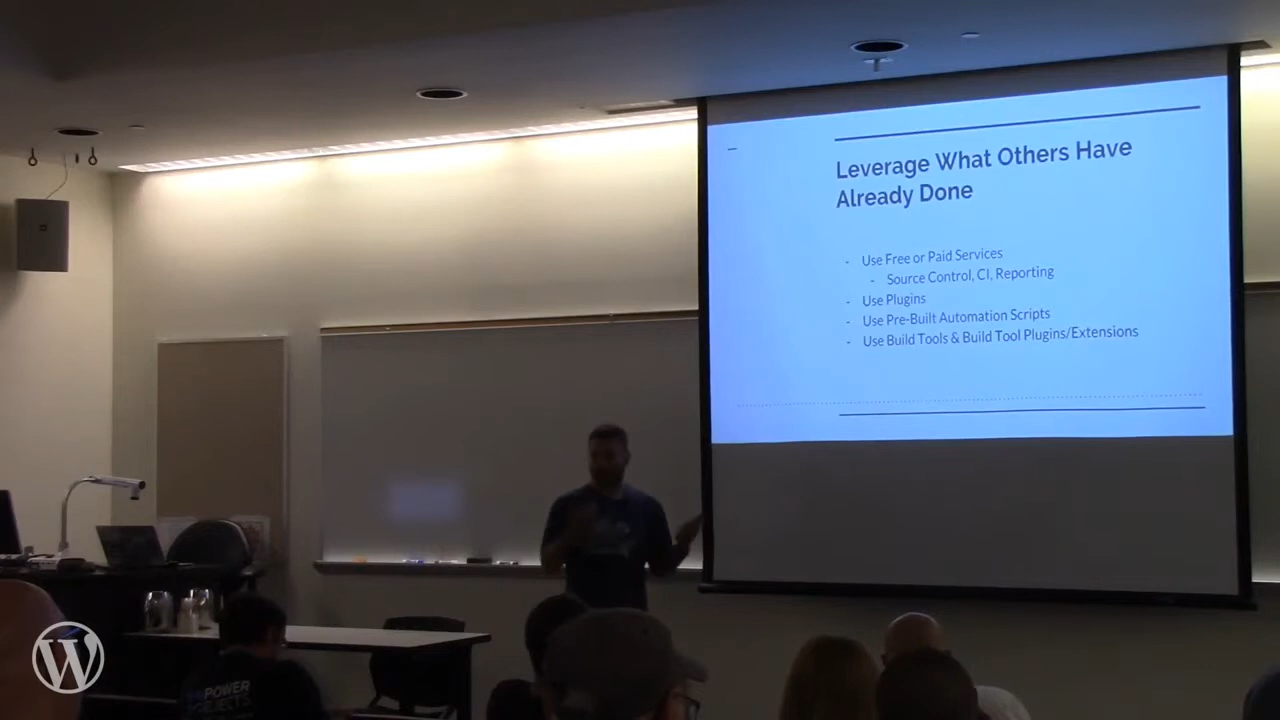 Leverage What Others Have
Already Done
- Use Free or Paid Services
- Source Control, CI, Reporting
- Use Plugins
- Use Pre-Built Automation Scripts
- Use Build Tools & Build Tool Plugins/Extensions
POWER
W